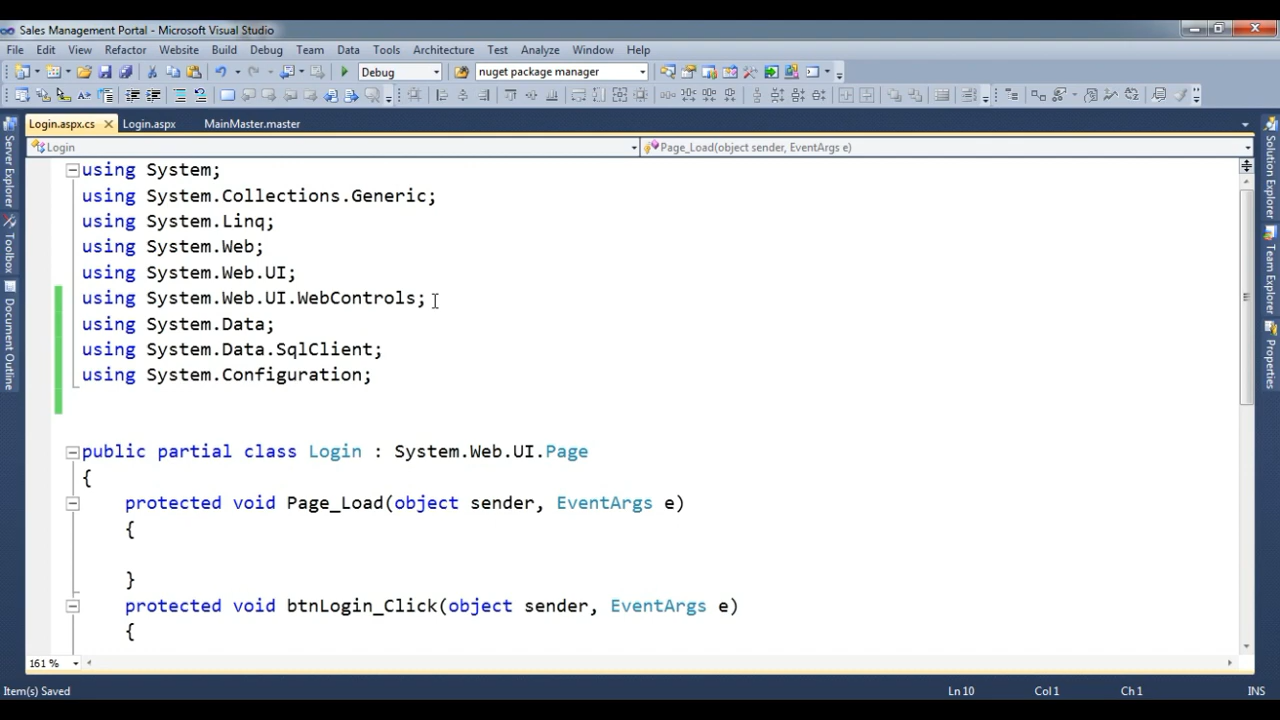 Sales Management Portal - Microsoft Visual Studio
File Edit View Refactor Website Build Debug Team Data Tools Architecture Test Analyze Window Help
Debug nuget package manager
Login.aspx.cs Login.aspx MainMaster.master
Login Page_Load(object sender, EventArgs e)
Server Explorer
Toolbox
Document Outline
using System;
using System.Collections.Generic;
using System.Linq;
using System.Web;
using System.Web.UI;
using System.Web.UI.WebControls;
using System.Data;
using System.Data.SqlClient;
using System.Configuration;
public partial class Login : System.Web.UI.Page
{
protected void Page_Load(object sender, EventArgs e)
{
}
protected void btnLogin_Click(object sender, EventArgs e)
{
Solution Explorer
Team Explorer
Properties
161 %
Item(s) Saved Ln 10 Col 1 Ch 1 INS